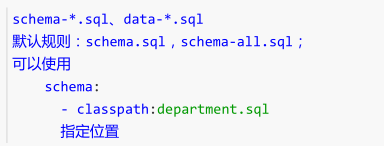 schema-*.sql、data-*.sql
默认规则：schema.sql，schema-all.sql；
可以使用
schema:
- classpath:department.sql
指定位置